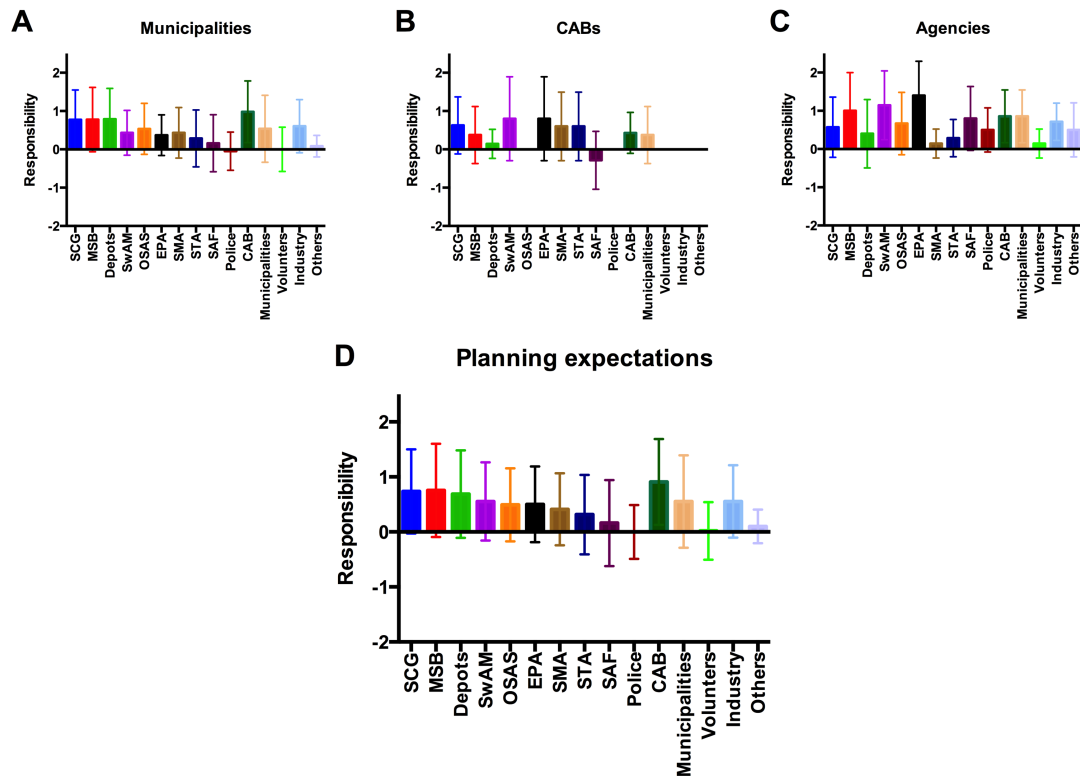 A
Municipalities
Responsibility
2
1
0
-1
-2
SCG
MSB
Depots
SwAM
OSAS
EPA
SMA
STA
SAF
Police
CAB
Municipalities
Volunters
Industry
Others
B
CABs
Responsibility
2
1
0
-1
-2
SCG
MSB
Depots
SwAM
OSAS
EPA
SMA
STA
SAF
Police
CAB
Municipalities
Volunters
Industry
Others
C
Agencies
Responsibility
2
1
0
-1
-2
SCG
MSB
Depots
SwAM
OSAS
EPA
SMA
STA
SAF
Police
CAB
Municipalities
Volunters
Industry
Others
D
Planning expectations
Responsibility
2
1
0
-1
-2
SCG
MSB
Depots
SwAM
OSAS
EPA
SMA
STA
SAF
Police
CAB
Municipalities
Volunters
Industry
Others